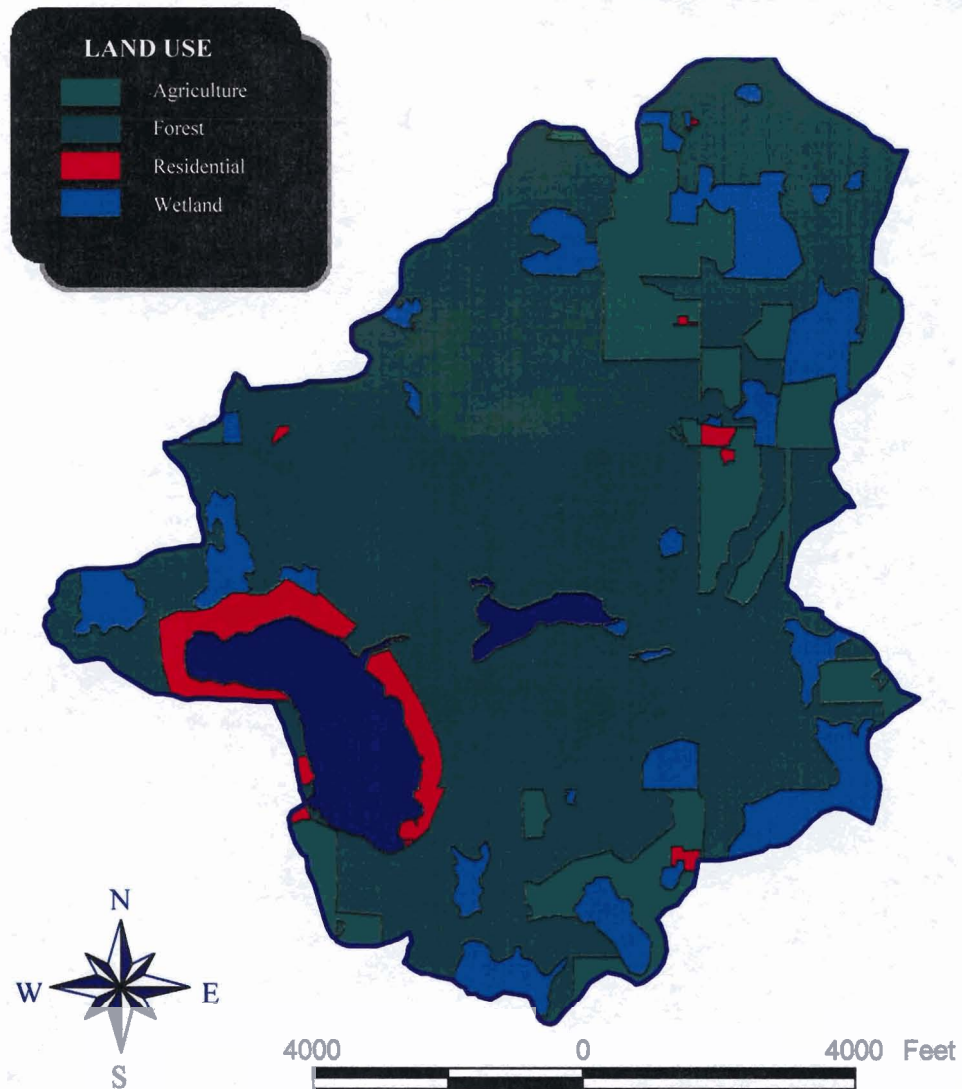 LAND USE
Agriculture
Forest
Residential
Wetland
N
W
E
S
4000
0
4000 Feet